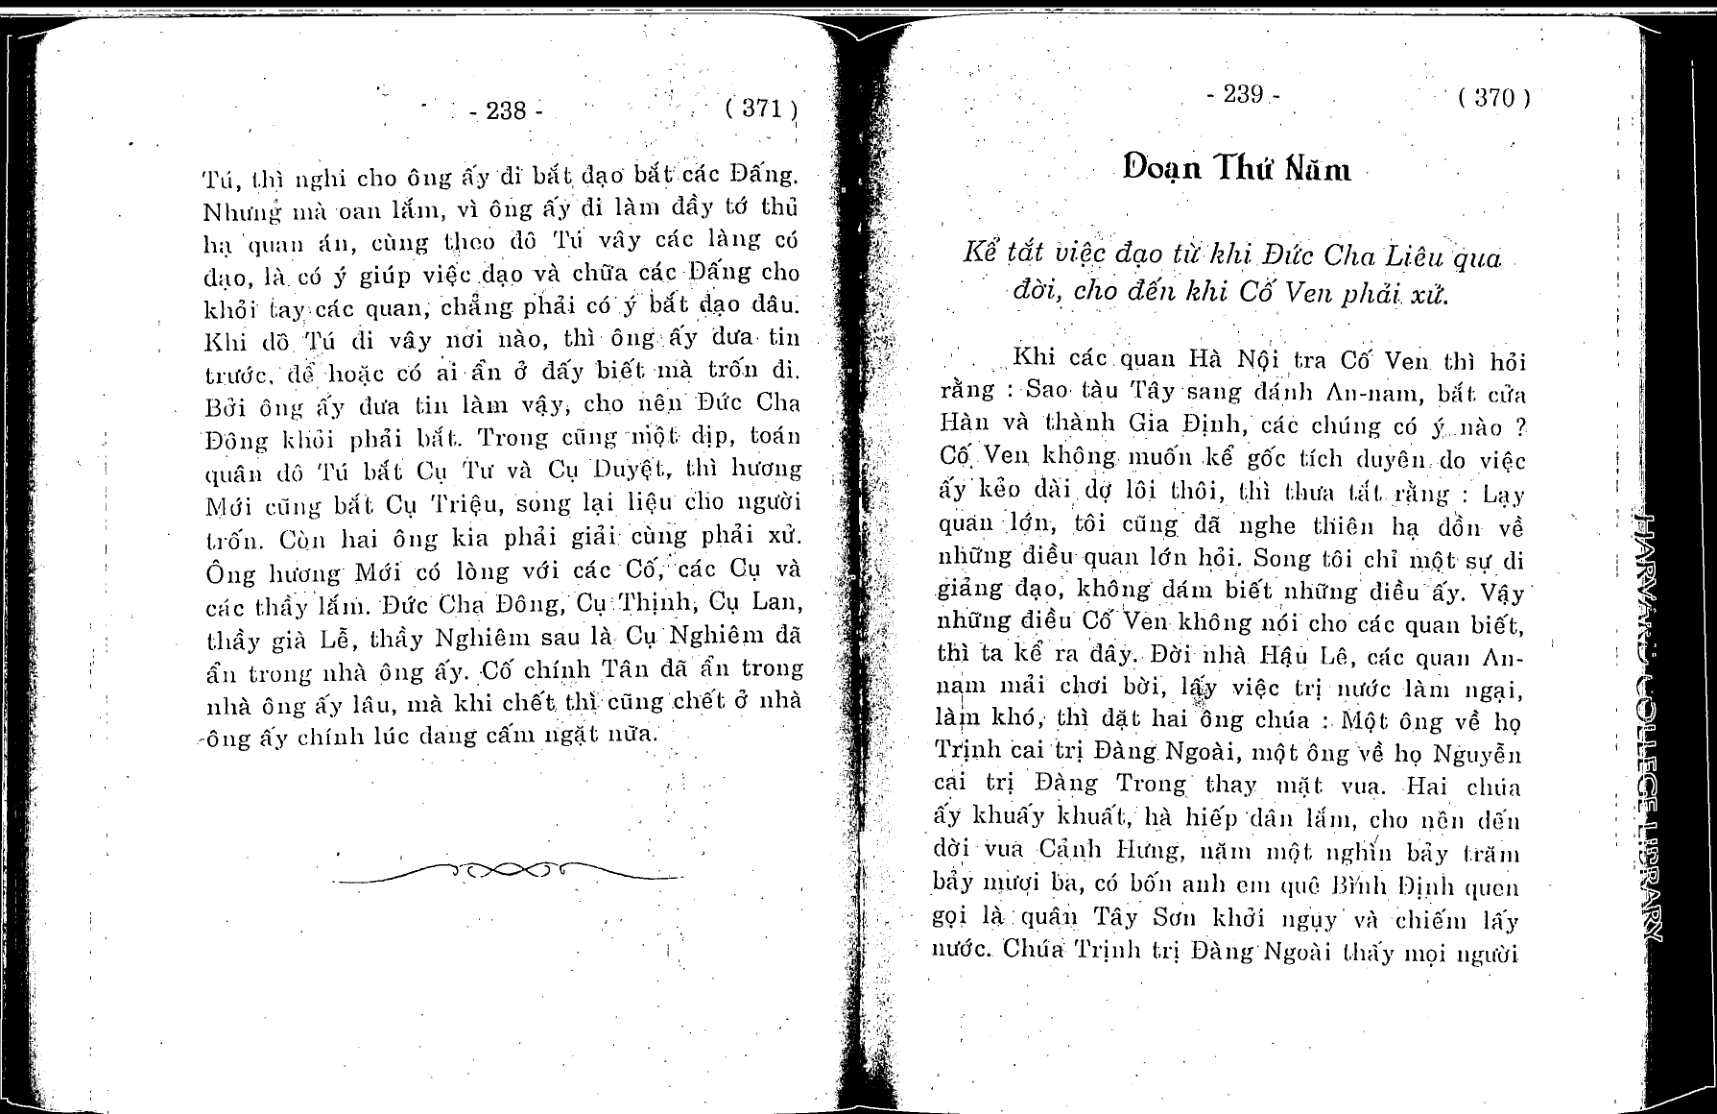 - 238 -
( 371 )
Tú, thì nghi cho ông ấy đi bắt đạo bắt các Đấng.
Nhưng mà oan lắm, vì ông ấy đi làm đầy tớ thủ
hạ quan án, cùng theo đô Tú vây các làng có
đạo, là có ý giúp việc đạo và chữa các Đấng cho
khỏi tay các quan, chẳng phải có ý bắt đạo đâu.
Khi đô Tú đi vây nơi nào, thì ông ấy đưa tin
trước, để hoặc có ai ẩn ở đấy biết mà trốn đi.
Bởi ông ấy đưa tin làm vậy, cho nên Đức Cha
Đông khỏi phải bắt. Trong cũng một dịp, toán
quân đô Tú bắt Cụ Tư và Cụ Duyệt, thì hương
Mới cũng bắt Cụ Triệu, song lại liệu cho người
trốn. Còn hai ông kia phải giải cùng phải xử.
Ông hương Mới có lòng với các Cố, các Cụ và
các thầy lắm. Đức Cha Đông, Cụ Thịnh, Cụ Lan,
thầy già Lễ, thầy Nghiêm sau là Cụ Nghiêm đã
ẩn trong nhà ông ấy. Cố chính Tân đã ẩn trong
nhà ông ấy lâu, mà khi chết thì cũng chết ở nhà
ông ấy chính lúc đang cấm ngặt nữa.
- 239 -
( 370 )
Đoạn Thứ Năm
Kể tắt việc đạo từ khi Đức Cha Liêu qua
đời, cho đến khi Cố Ven phải xử.
Khi các quan Hà Nội tra Cố Ven thì hỏi
rằng : Sao tàu Tây sang đánh An-nam, bắt cửa
Hàn và thành Gia Định, các chúng có ý nào ?
Cố Ven không muốn kể gốc tích duyên do việc
ấy kẻo dài dợ lôi thôi, thì thưa tắt rằng : Lạy
quan lớn, tôi cũng đã nghe thiên hạ dồn về
những điều quan lớn hỏi. Song tôi chỉ một sự đi
giảng đạo, không dám biết những điều ấy. Vậy
những điều Cố Ven không nói cho các quan biết,
thì ta kể ra đây. Đời nhà Hậu Lê, các quan An-
nam mải chơi bời, lấy việc trị nước làm ngại,
làm khó, thì đặt hai ông chúa : Một ông về họ
Trịnh cai trị Đàng Ngoài, một ông về họ Nguyễn
cai trị Đàng Trong thay mặt vua. Hai chúa
ấy khuấy khuất, hà hiếp dân lắm, cho nên đến
đời vua Cảnh Hưng, năm một nghìn bảy trăm
bảy mươi ba, có bốn anh em quê Bình Định quen
gọi là quân Tây Sơn khởi ngụy và chiếm lấy
nước. Chúa Trịnh trị Đàng Ngoài thấy mọi người
HARVARD COLLEGE LIBRARY